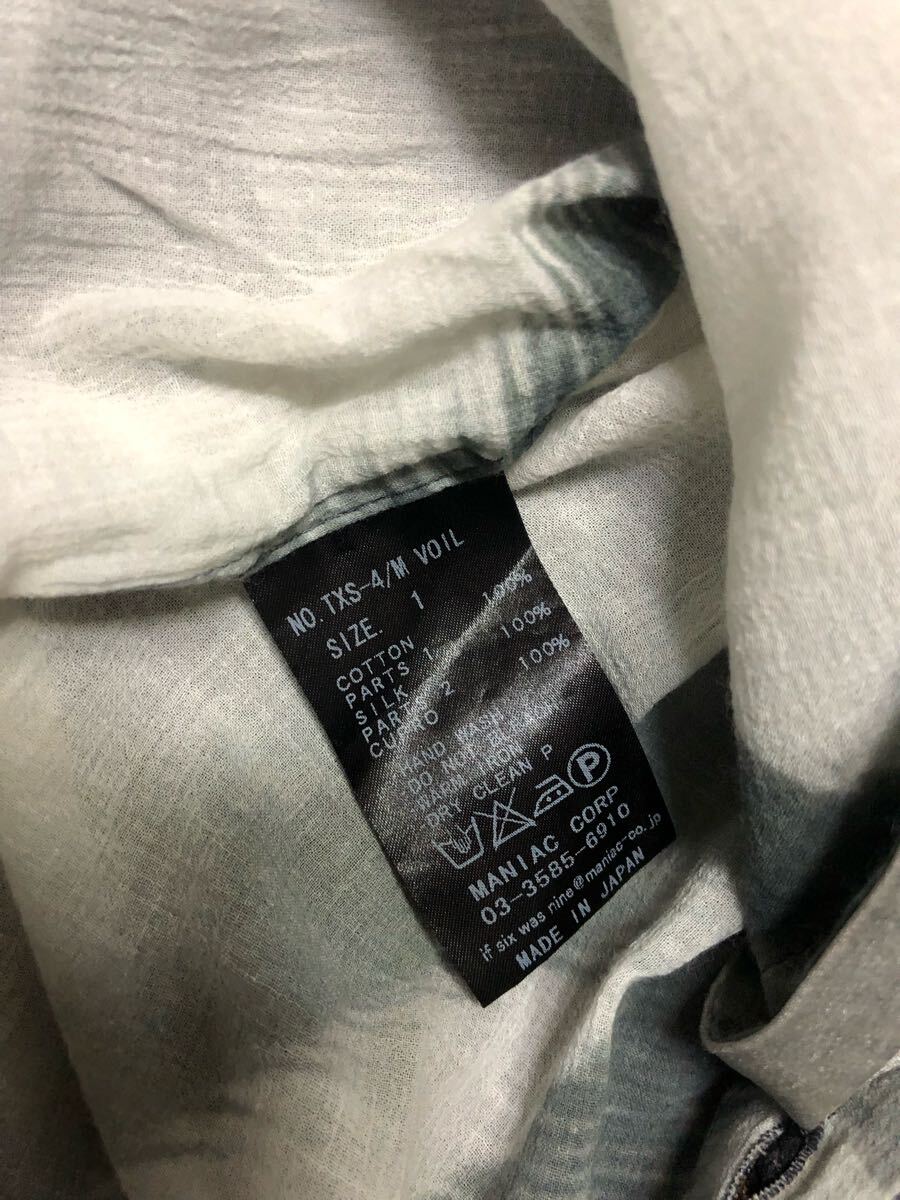 NO. TXS-4/M VOIL
SIZE. 1
COTTON 100%
PARTS 1
SILK 100%
PARTS 2
CUPRO 100%
HAND WASH
DO NOT BLEACH
WARM IRON
DRY CLEAN P
P
MANIAC CORP
03-3585-6910
if six was nine@maniac-co.jp
MADE IN JAPAN